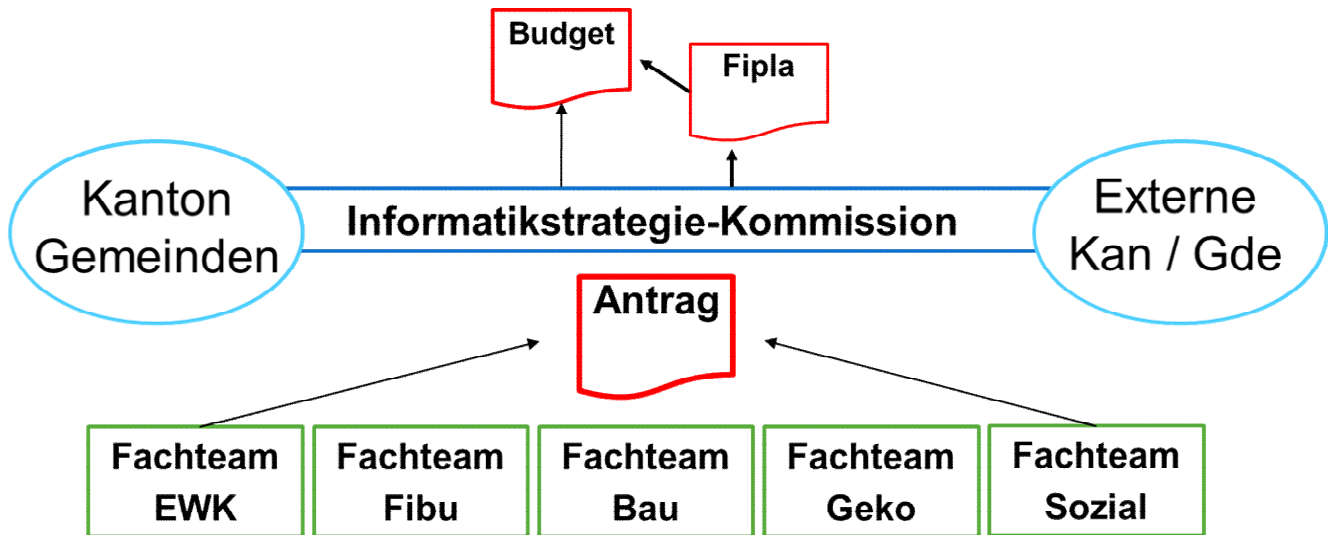 Budget
Fipla
Kanton
Gemeinden
Informatikstrategie-Kommission
Externe
Kan / Gde
Antrag
Fachteam
EWK
Fachteam
Fibu
Fachteam
Bau
Fachteam
Geko
Fachteam
Sozial